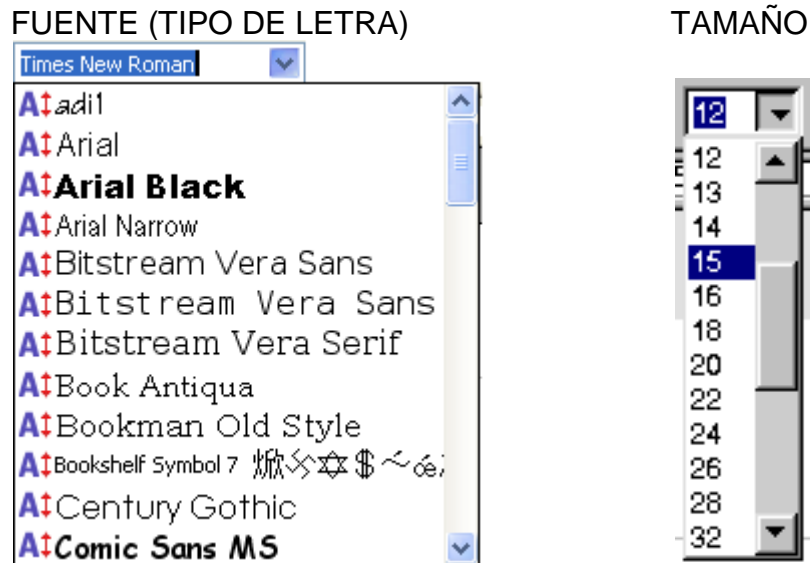 FUENTE (TIPO DE LETRA)
Times New Roman
adi1
Arial
Arial Black
Arial Narrow
Bitstream Vera Sans
Bitstream Vera Sans
Bitstream Vera Serif
Book Antiqua
Bookman Old Style
Bookshelf Symbol 7
Century Gothic
Comic Sans MS
TAMAÑO
12
12
13
14
15
16
18
20
22
24
26
28
32